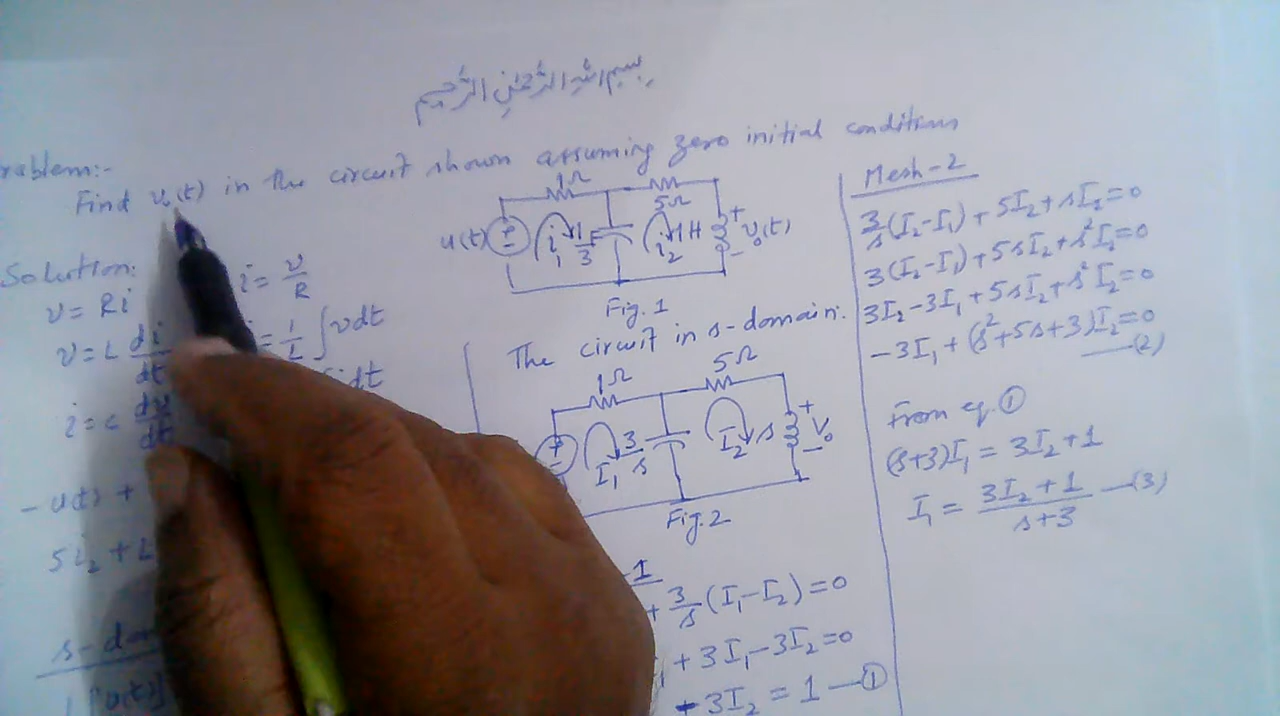 بسم الله الرحمن الرحيم
roblem:-
Find v₀(t) in the circuit shown assuming zero initial conditions
Solution:
v = Ri
i = v/R
v = L di/dt
= 1/L ∫vdt
i = c dv/dt
idt
- u(t) +
5i₂ + L
s-dom
L[u(t)]
1Ω
5Ω
u(t)
+
-
i₁
1/3
i₂
1H
+
v₀(t)
-
Fig. 1
The circuit in s-domain:
1Ω
5Ω
+
-
I₁
3/s
I₂
s
+
V₀
-
Fig. 2
-1
+ 3/s (I₁-I₂) = 0
I₁ + 3I₁ - 3I₂ = 0
- 3I₂ = 1 —①
Mesh-2
3/s (I₂-I₁) + 5I₂ + sI₂ = 0
3(I₂-I₁) + 5sI₂ + s²I₂ = 0
3I₂ - 3I₁ + 5sI₂ + s²I₂ = 0
-3I₁ + (s²+5s+3)I₂ = 0
—(2)
From eq. ①
(s+3)I₁ = 3I₂ + 1
I₁ = (3I₂ + 1)/(s+3) —(3)